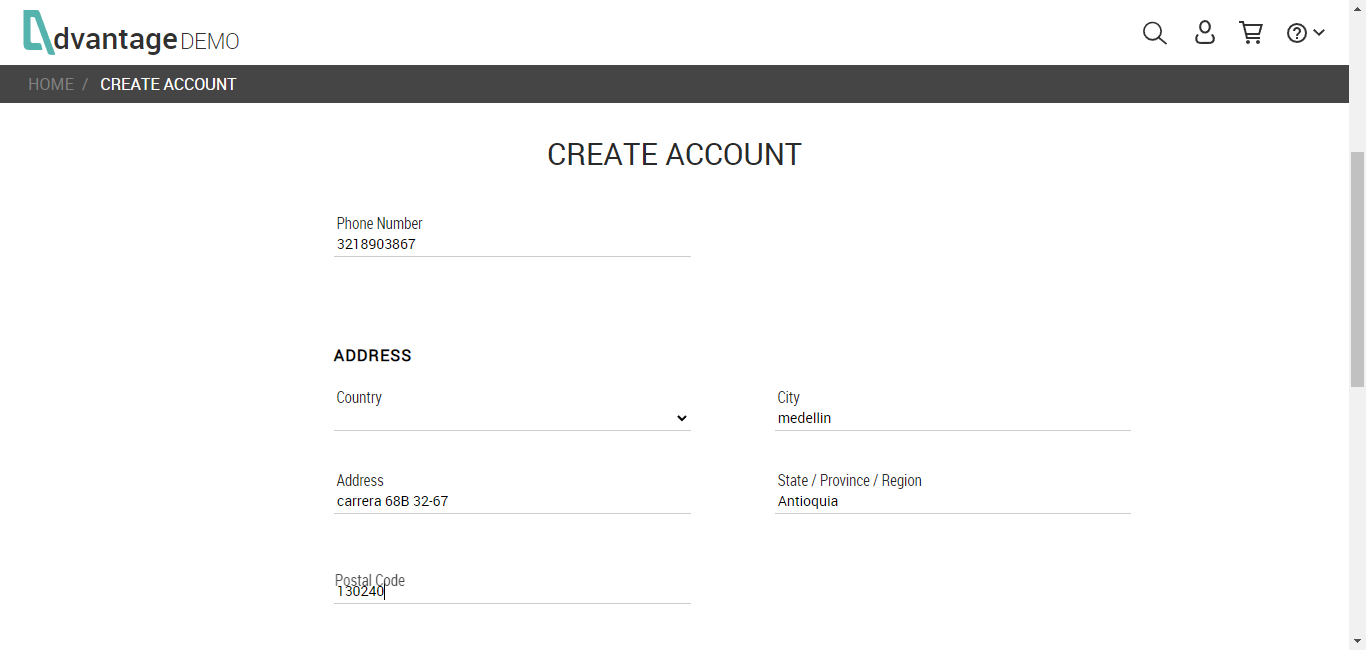 dvantage DEMO
HOME / CREATE ACCOUNT
CREATE ACCOUNT
Phone Number
3218903867
ADDRESS
Country
City
medellin
Address
carrera 68B 32-67
State / Province / Region
Antioquia
Postal Code
130240